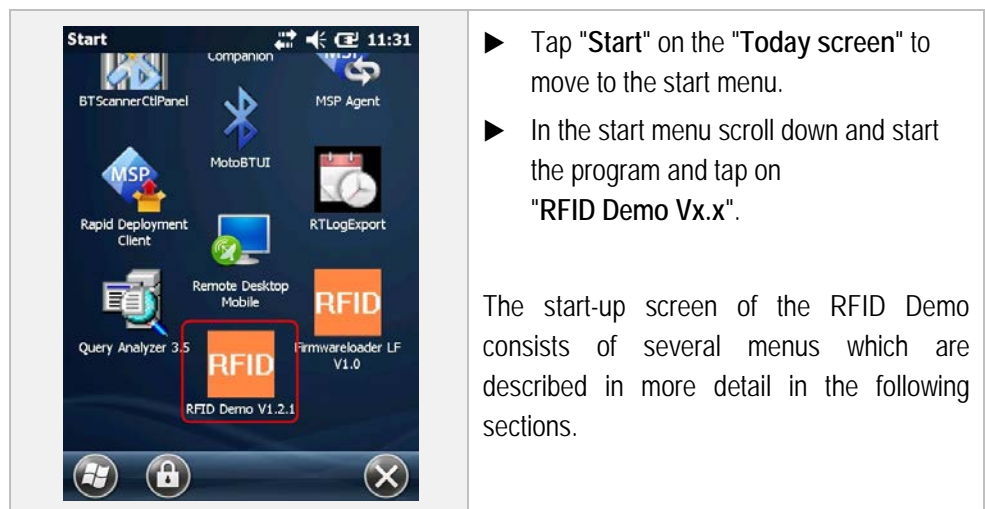 Start 11:31
Companion
MSP
BTScannerCtlPanel
MSP Agent
MotoBTUI
MSP
Rapid Deployment
Client
RTLogExport
Remote Desktop
Mobile
RFID
Query Analyzer 3.5
Firmwareloader LF
V1.0
RFID
RFID Demo V1.2.1
▶ Tap "Start" on the "Today screen" to
move to the start menu.
▶ In the start menu scroll down and start
the program and tap on
"RFID Demo Vx.x".
The start-up screen of the RFID Demo
consists of several menus which are
described in more detail in the following
sections.